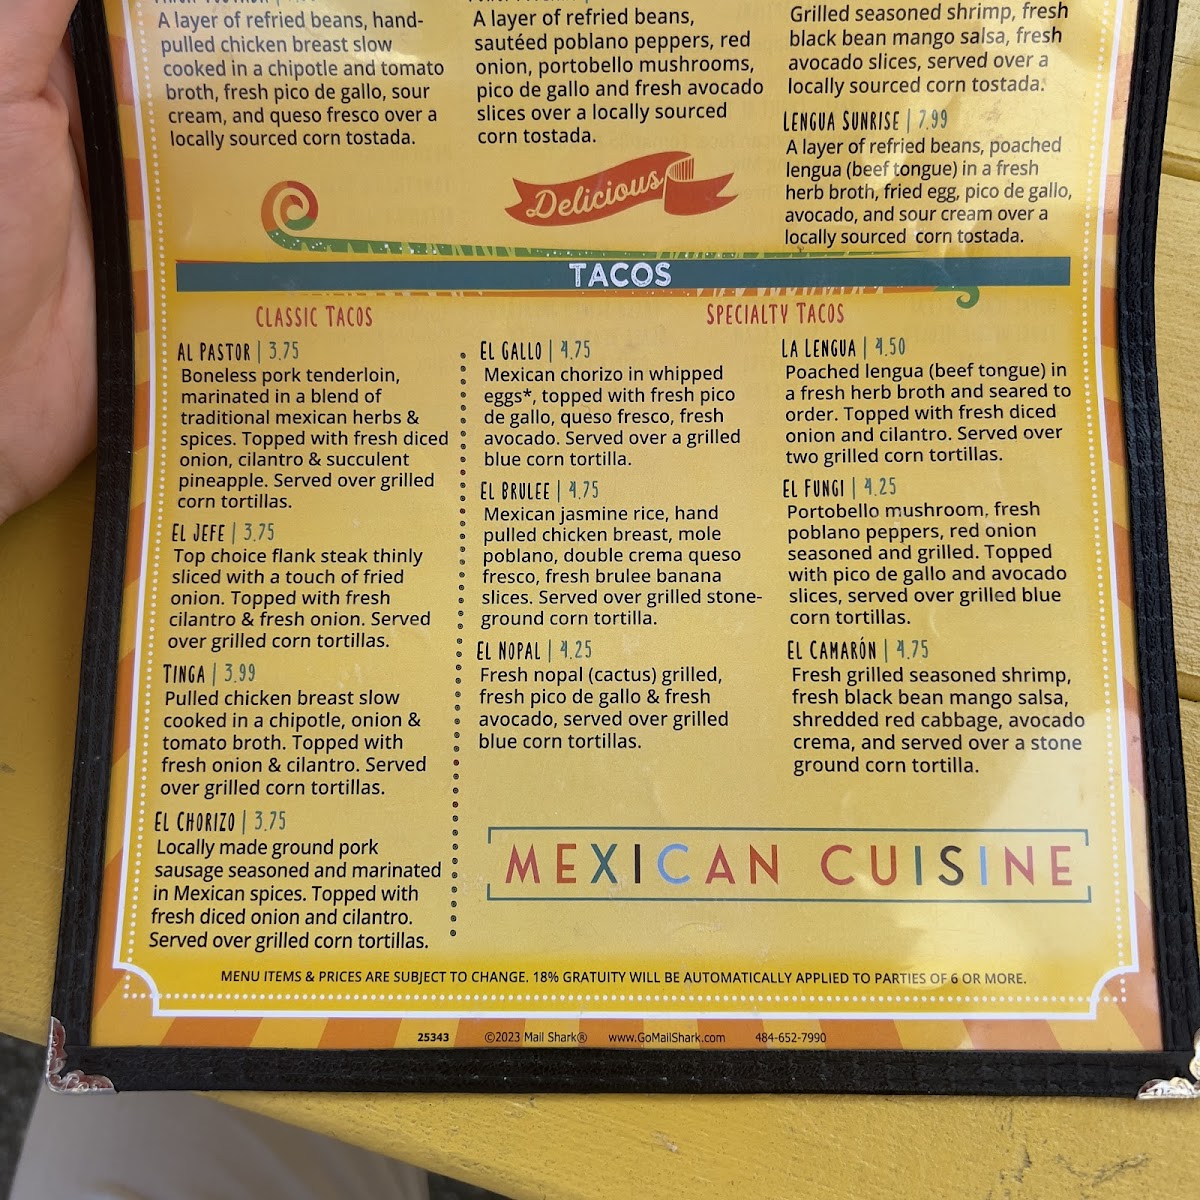 A layer of refried beans, hand-
pulled chicken breast slow
cooked in a chipotle and tomato
broth, fresh pico de gallo, sour
cream, and queso fresco over a
locally sourced corn tostada.
A layer of refried beans,
sautéed poblano peppers, red
onion, portobello mushrooms,
pico de gallo and fresh avocado
slices over a locally sourced
corn tostada.
Grilled seasoned shrimp, fresh
black bean mango salsa, fresh
avocado slices, served over a
locally sourced corn tostada.
LENGUA SUNRISE | 7.99
A layer of refried beans, poached
lengua (beef tongue) in a fresh
herb broth, fried egg, pico de gallo,
avocado, and sour cream over a
locally sourced corn tostada.
Delicious
TACOS
CLASSIC TACOS
AL PASTOR | 3.75
Boneless pork tenderloin,
marinated in a blend of
traditional mexican herbs &
spices. Topped with fresh diced
onion, cilantro & succulent
pineapple. Served over grilled
corn tortillas.
EL JEFE | 3.75
Top choice flank steak thinly
sliced with a touch of fried
onion. Topped with fresh
cilantro & fresh onion. Served
over grilled corn tortillas.
TINGA | 3.99
Pulled chicken breast slow
cooked in a chipotle, onion &
tomato broth. Topped with
fresh onion & cilantro. Served
over grilled corn tortillas.
EL CHORIZO | 3.75
Locally made ground pork
sausage seasoned and marinated
in Mexican spices. Topped with
fresh diced onion and cilantro.
Served over grilled corn tortillas.
SPECIALTY TACOS
EL GALLO | 4.75
Mexican chorizo in whipped
eggs*, topped with fresh pico
de gallo, queso fresco, fresh
avocado. Served over a grilled
blue corn tortilla.
EL BRULEE | 4.75
Mexican jasmine rice, hand
pulled chicken breast, mole
poblano, double crema queso
fresco, fresh brulee banana
slices. Served over grilled stone-
ground corn tortilla.
EL NOPAL | 4.25
Fresh nopal (cactus) grilled,
fresh pico de gallo & fresh
avocado, served over grilled
blue corn tortillas.
LA LENGUA | 4.50
Poached lengua (beef tongue) in
a fresh herb broth and seared to
order. Topped with fresh diced
onion and cilantro. Served over
two grilled corn tortillas.
EL FUNGI | 4.25
Portobello mushroom, fresh
poblano peppers, red onion
seasoned and grilled. Topped
with pico de gallo and avocado
slices, served over grilled blue
corn tortillas.
EL CAMARÓN | 4.75
Fresh grilled seasoned shrimp,
fresh black bean mango salsa,
shredded red cabbage, avocado
crema, and served over a stone
ground corn tortilla.
MEXICAN CUISINE
MENU ITEMS & PRICES ARE SUBJECT TO CHANGE. 18% GRATUITY WILL BE AUTOMATICALLY APPLIED TO PARTIES OF 6 OR MORE.
25343 ©2023 Mail Shark® www.GoMailShark.com 484-652-7990